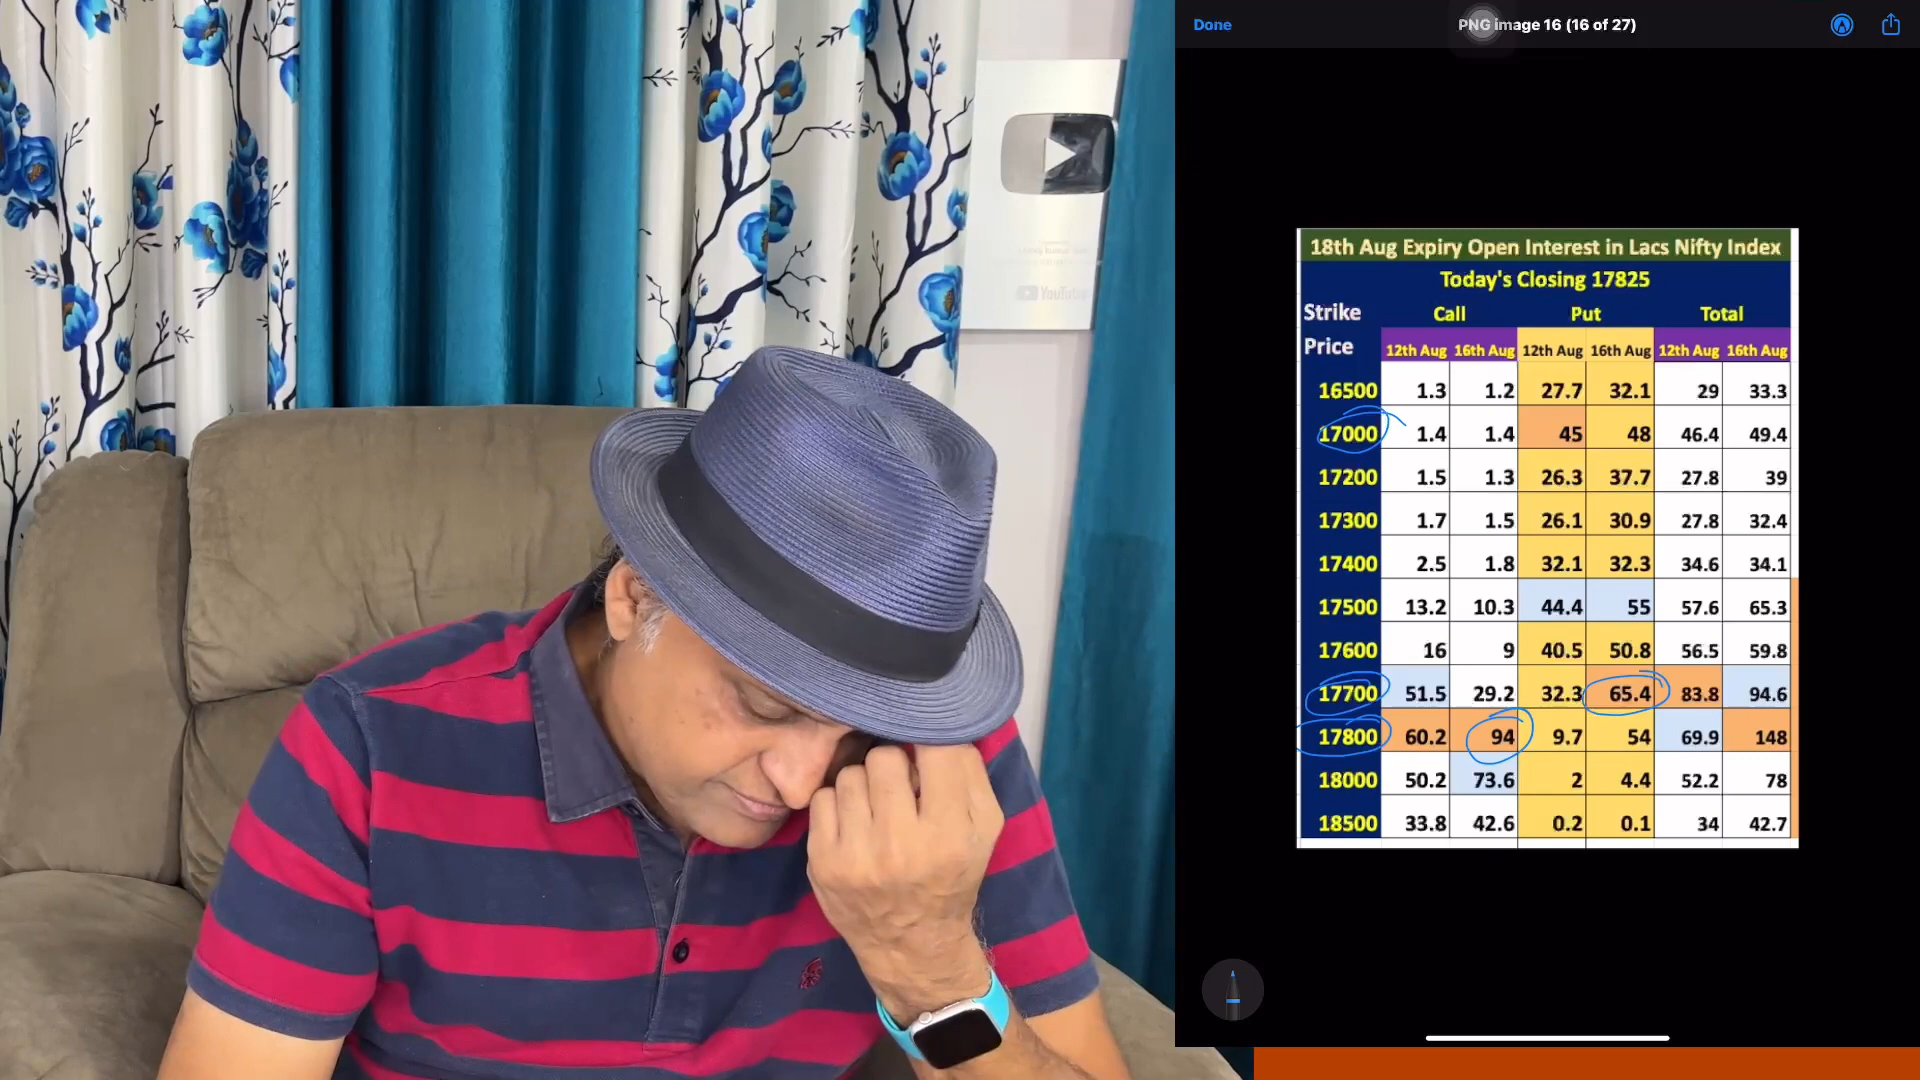 Done
PNG image 16 (16 of 27)
YouTube
18th Aug Expiry Open Interest in Lacs Nifty Index
Today's Closing 17825
Strike Price Call Put Total
12th Aug 16th Aug 12th Aug 16th Aug 12th Aug 16th Aug
16500 1.3 1.2 27.7 32.1 29 33.3
17000 1.4 1.4 45 48 46.4 49.4
17200 1.5 1.3 26.3 37.7 27.8 39
17300 1.7 1.5 26.1 30.9 27.8 32.4
17400 2.5 1.8 32.1 32.3 34.6 34.1
17500 13.2 10.3 44.4 55 57.6 65.3
17600 16 9 40.5 50.8 56.5 59.8
17700 51.5 29.2 32.3 65.4 83.8 94.6
17800 60.2 94 9.7 54 69.9 148
18000 50.2 73.6 2 4.4 52.2 78
18500 33.8 42.6 0.2 0.1 34 42.7